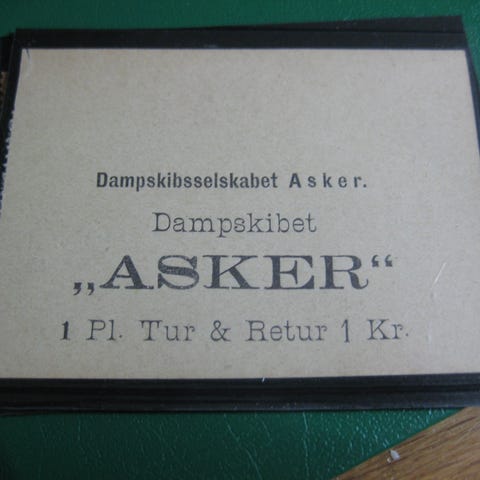 Dampskibsselskabet Asker.
Dampskibet
„ASKER“
1 Pl. Tur & Retur 1 Kr.